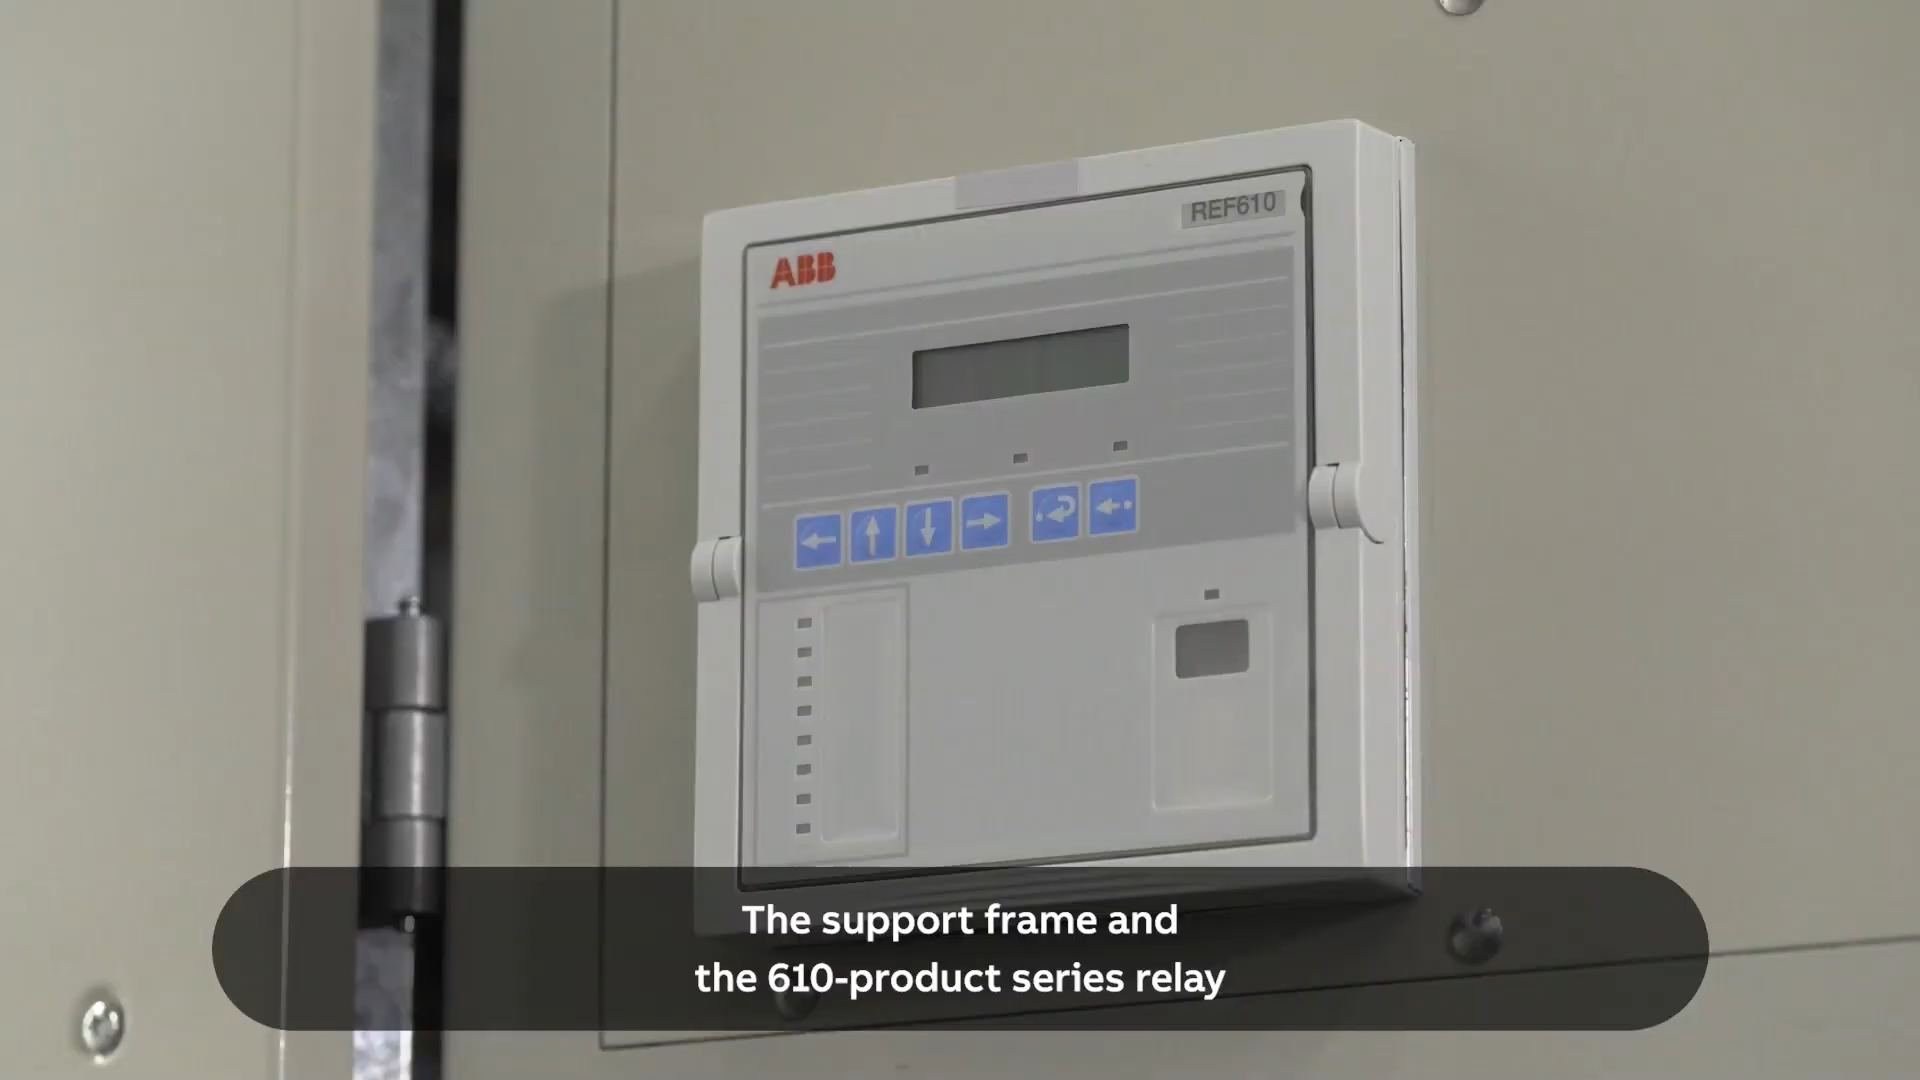 REF610
ABB
The support frame and
the 610-product series relay